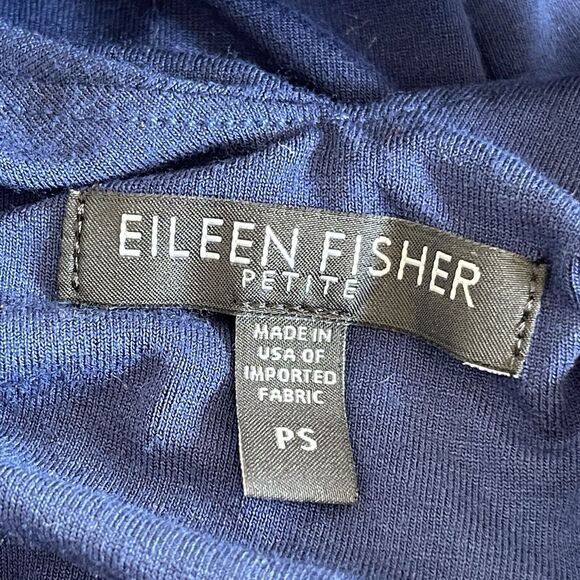 EILEEN FISHER
PETITE
MADE IN
USA OF
IMPORTED
FABRIC
PS